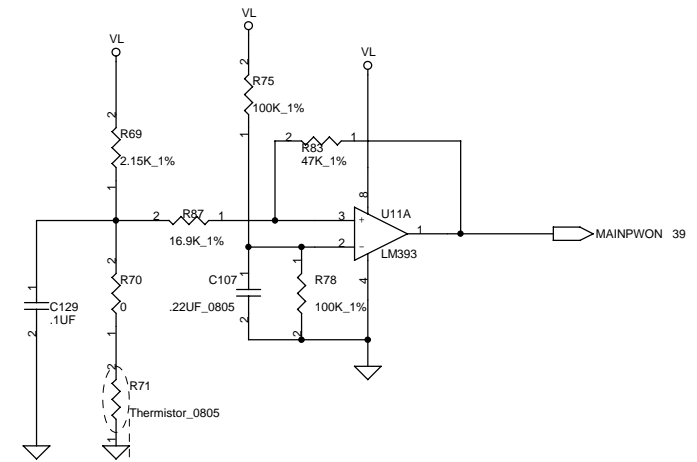 VL
VL
VL
2
R75
100K_1%
1
2
R69
2.15K_1%
1
2
R83
1
47K_1%
8
U11A
2
R87
1
16.9K_1%
3
+
2
-
1
LM393
4
MAINPWON 39
2
R70
0
1
1
C107
.22UF_0805
2
1
R78
100K_1%
2
1
C129
.1UF
2
2
R71
Thermistor_0805
1